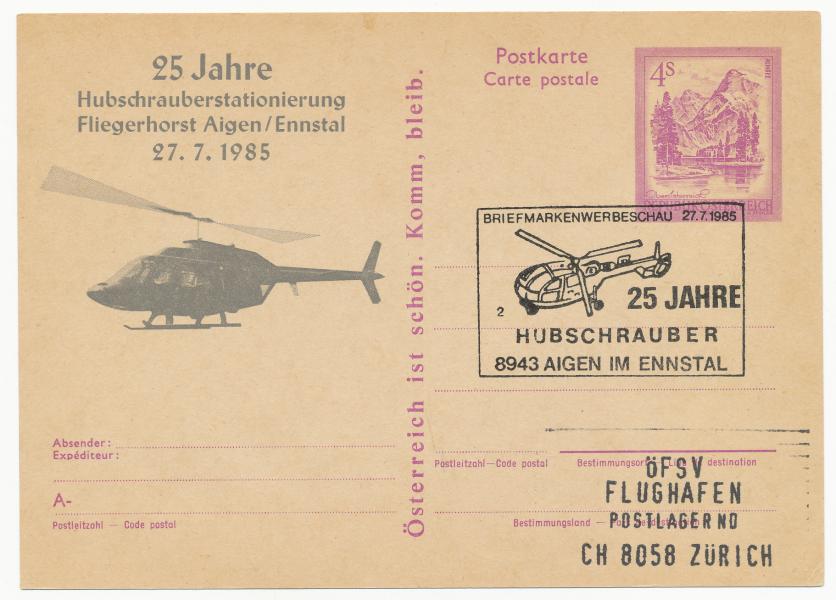 25 Jahre
Hubschrauberstationierung
Fliegerhorst Aigen/Ennstal
27. 7. 1985
Absender:
Expéditeur:
A-
Postleitzahl — Code postal
Österreich ist schön. Komm, bleib.
Postkarte
Carte postale
4S
REPUBLIK ÖSTERREICH
BRIEFMARKENWERBESCHAU 27.7.1985
2
25 JAHRE
HUBSCHRAUBER
8943 AIGEN IM ENNSTAL
Postleitzahl—Code postal
Bestimmungsort destination
ÖFSV
FLUGHAFEN
POSTLAGERND
Bestimmungsland —
CH 8058 ZÜRICH